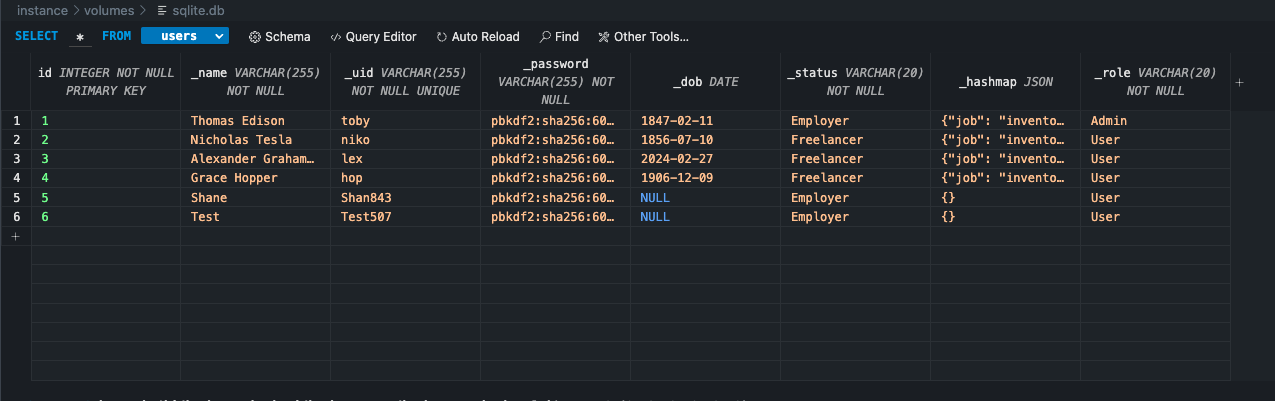 instance > volumes > sqlite.db
SELECT * FROM users Schema Query Editor Auto Reload Find Other Tools...
id INTEGER NOT NULL PRIMARY KEY _name VARCHAR(255) NOT NULL _uid VARCHAR(255) NOT NULL UNIQUE _password VARCHAR(255) NOT NULL _dob DATE _status VARCHAR(20) NOT NULL _hashmap JSON _role VARCHAR(20) NOT NULL +
1 1 Thomas Edison toby pbkdf2:sha256:60… 1847-02-11 Employer {"job": "invento… Admin
2 2 Nicholas Tesla niko pbkdf2:sha256:60… 1856-07-10 Freelancer {"job": "invento… User
3 3 Alexander Graham… lex pbkdf2:sha256:60… 2024-02-27 Freelancer {"job": "invento… User
4 4 Grace Hopper hop pbkdf2:sha256:60… 1906-12-09 Freelancer {"job": "invento… User
5 5 Shane Shan843 pbkdf2:sha256:60… NULL Employer {} User
6 6 Test Test507 pbkdf2:sha256:60… NULL Employer {} User
+